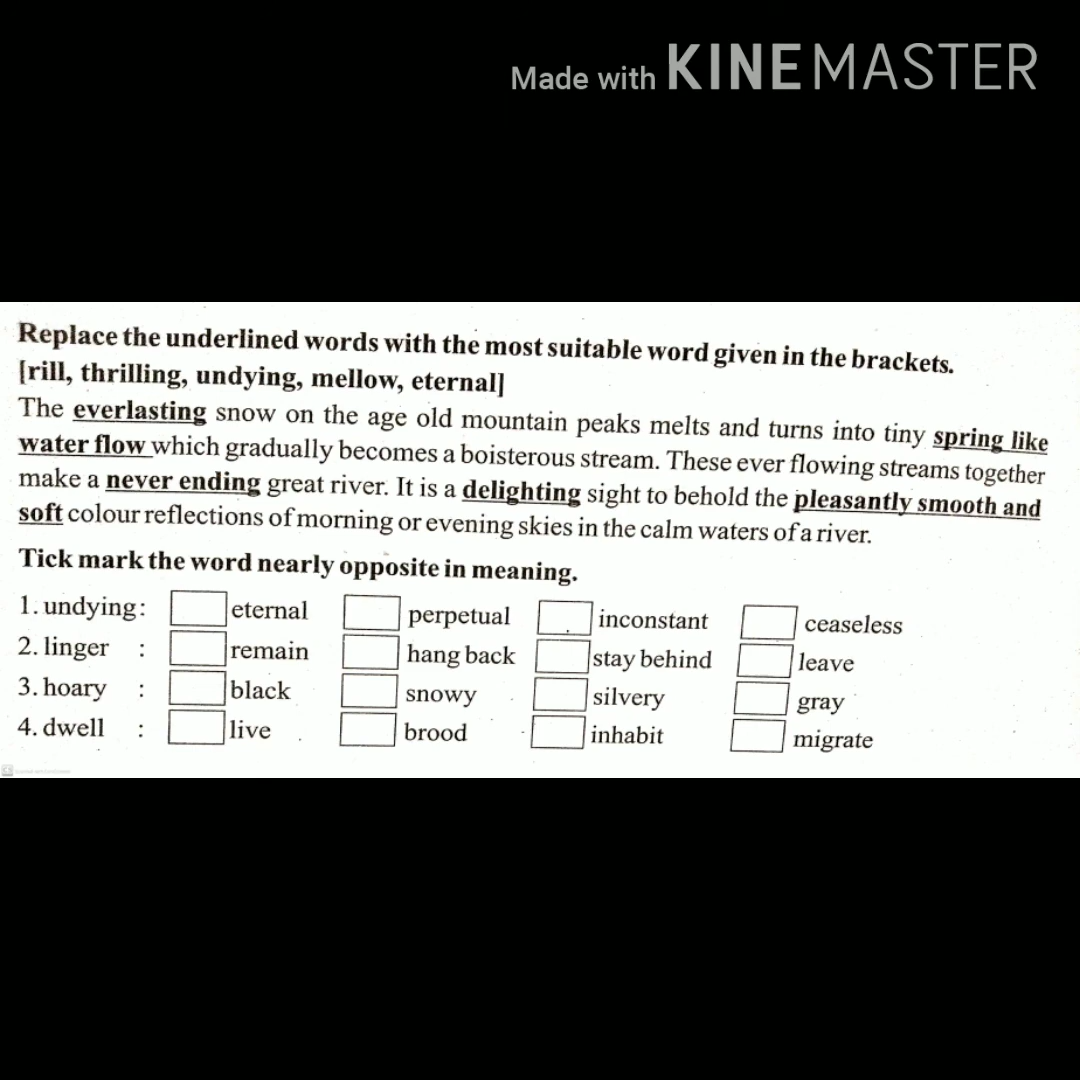 Made with KINEMASTER
Replace the underlined words with the most suitable word given in the brackets.
[rill, thrilling, undying, mellow, eternal]
The everlasting snow on the age old mountain peaks melts and turns into tiny spring like
water flow which gradually becomes a boisterous stream. These ever flowing streams together
make a never ending great river. It is a delighting sight to behold the pleasantly smooth and
soft colour reflections of morning or evening skies in the calm waters of a river.
Tick mark the word nearly opposite in meaning.
1. undying: eternal perpetual inconstant ceaseless
2. linger : remain hang back stay behind leave
3. hoary : black snowy silvery gray
4. dwell : live brood inhabit migrate